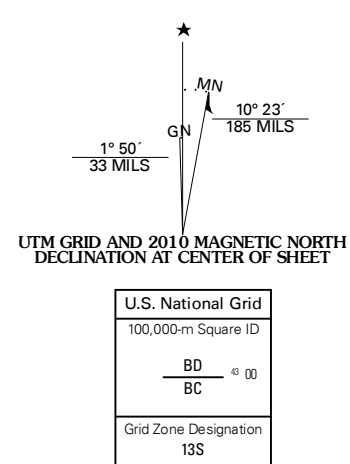 MN
GN
10° 23´
185 MILS
1° 50´
33 MILS
UTM GRID AND 2010 MAGNETIC NORTH
DECLINATION AT CENTER OF SHEET
U.S. National Grid
100,000-m Square ID
BD
43 00
BC
Grid Zone Designation
13S